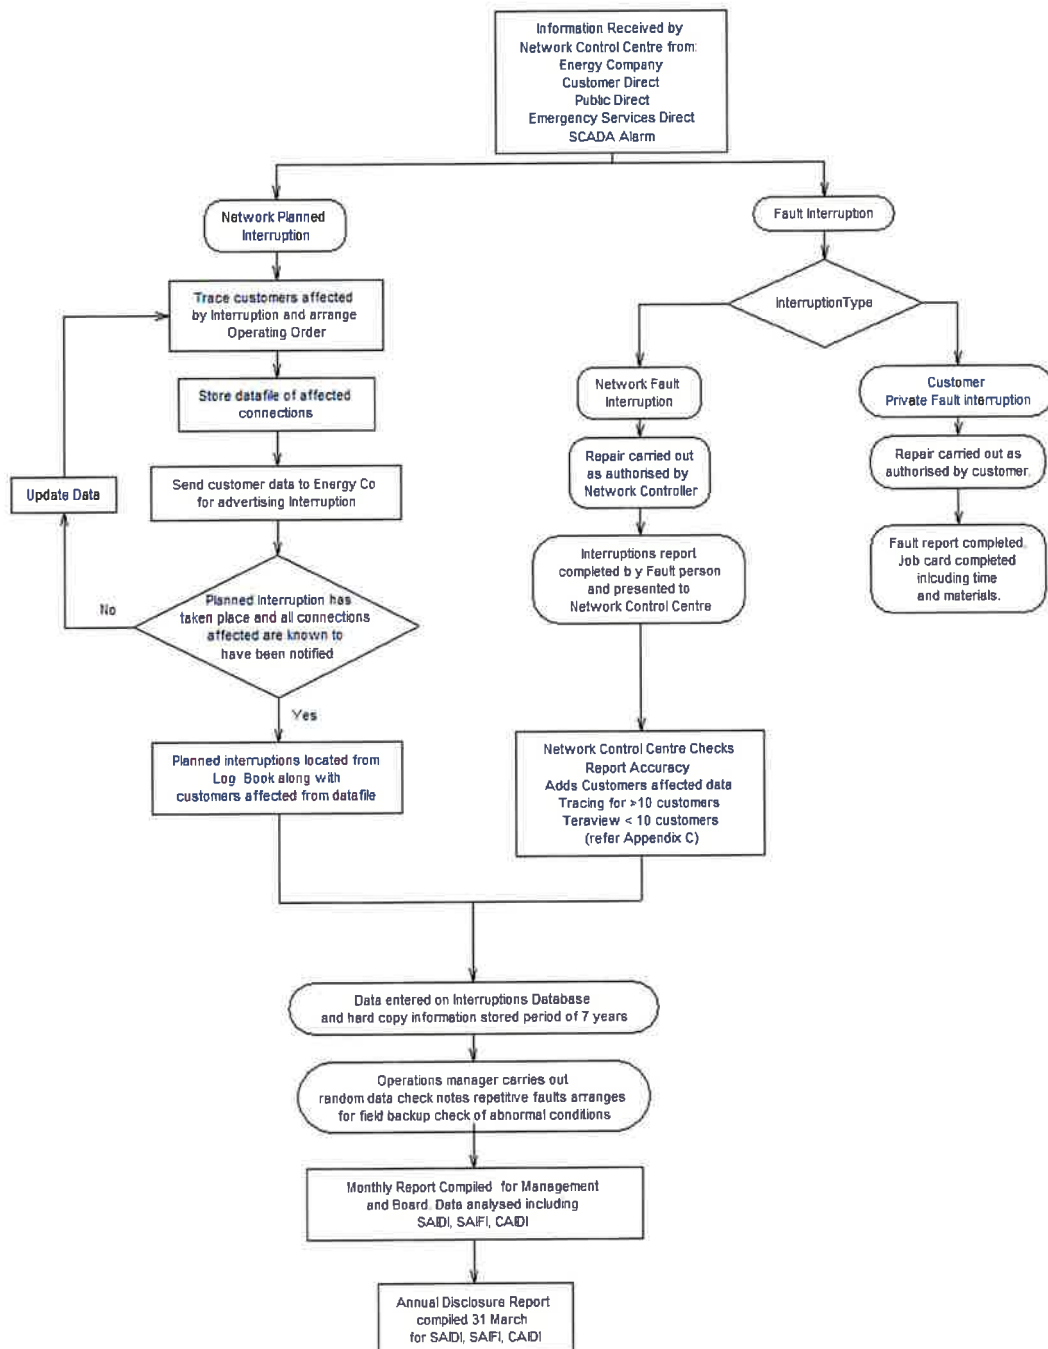 Information Received by
Network Control Centre from:
Energy Company
Customer Direct
Public Direct
Emergency Services Direct
SCADA Alarm
Network Planned
Interruption
Fault Interruption
Trace customers affected
by Interruption and arrange
Operating Order
InterruptionType
Store datafile of affected
connections
Network Fault
Interruption
Customer
Private Fault interruption
Update Data
Send customer data to Energy Co
for advertising Interruption
Repair carried out
as authorised by
Network Controller
Repair carried out as
authorised by customer.
No
Planned Interruption has
taken place and all connections
affected are known to
have been notified
Interruptions report
completed by Fault person
and presented to
Network Control Centre
Fault report completed.
Job card completed
inlcuding time
and materials.
Yes
Planned interruptions located from
Log Book along with
customers affected from datafile
Network Control Centre Checks
Report Accuracy
Adds Customers affected data
Tracing for >10 customers
Teraview < 10 customers
(refer Appendix C)
Data entered on Interruptions Database
and hard copy information stored period of 7 years
Operations manager carries out
random data check notes repetitive faults arranges
for field backup check of abnormal conditions
Monthly Report Compiled for Management
and Board. Data analysed including
SAIDI, SAIFI, CAIDI
Annual Disclosure Report
compiled 31 March
for SAIDI, SAIFI, CAIDI